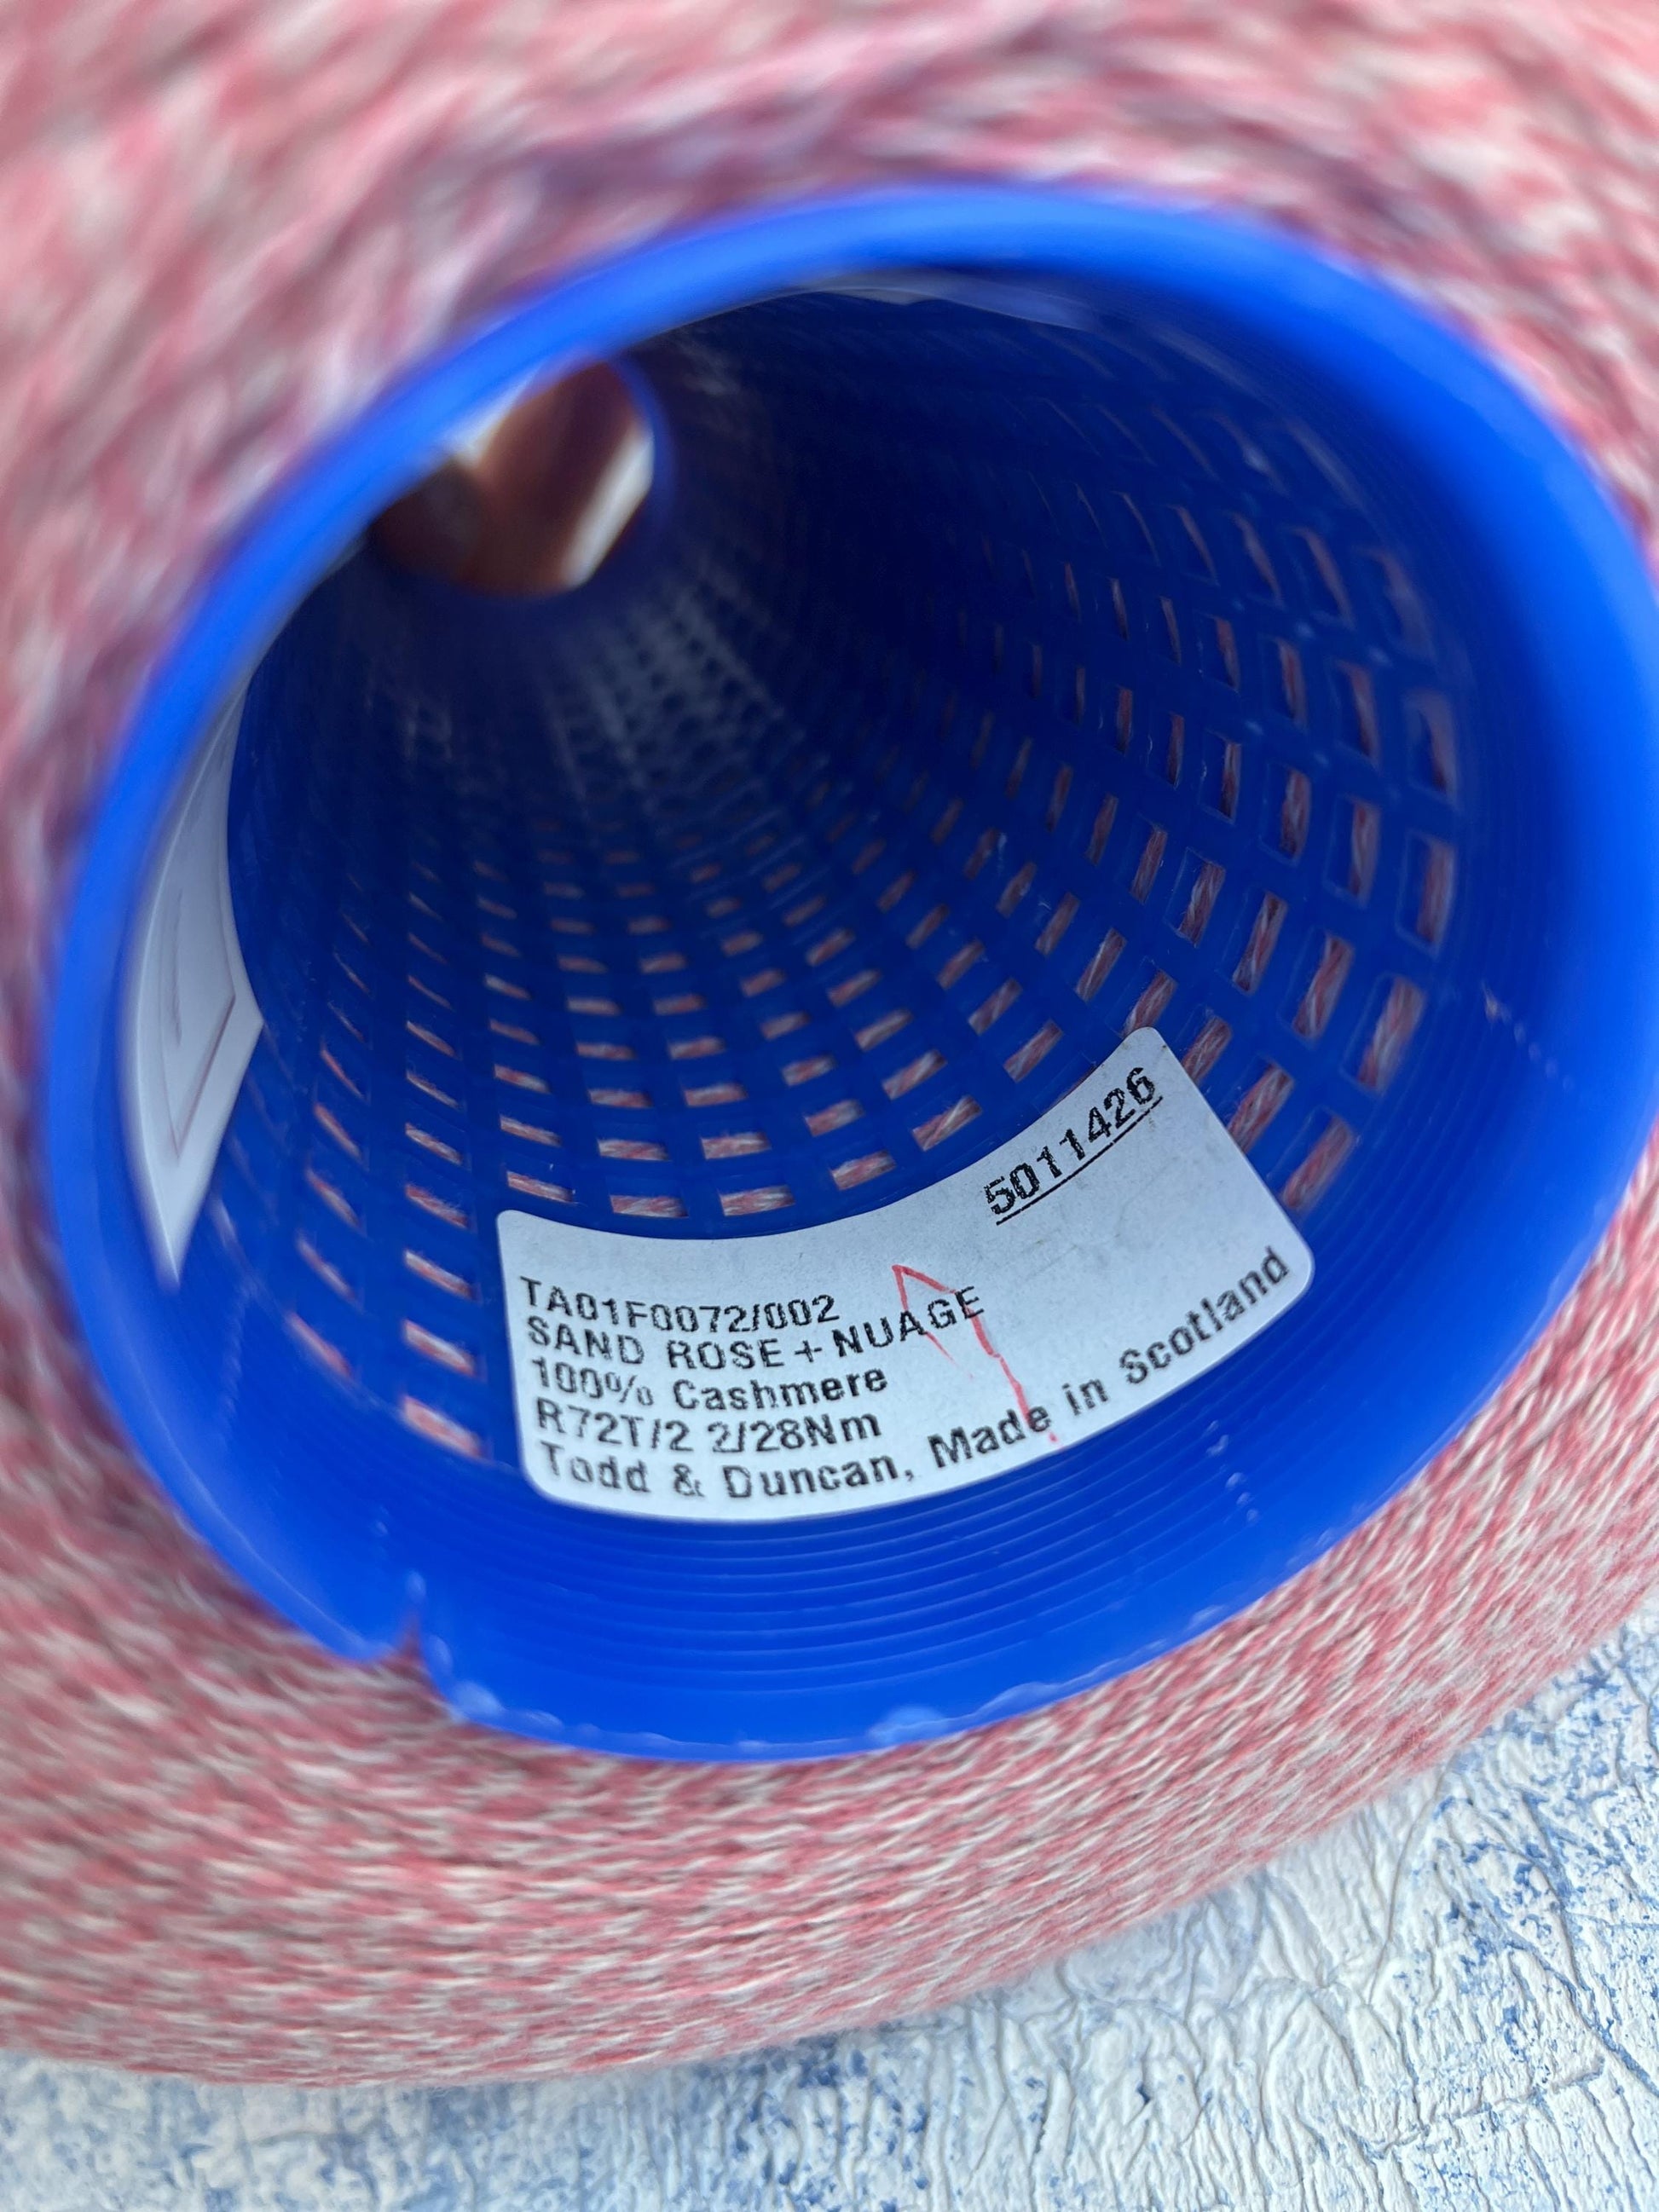 5011426
TA01F0072/002
SAND ROSE + NUAGE
100% Cashmere
R72T/2 2/28Nm
Todd & Duncan, Made in Scotland